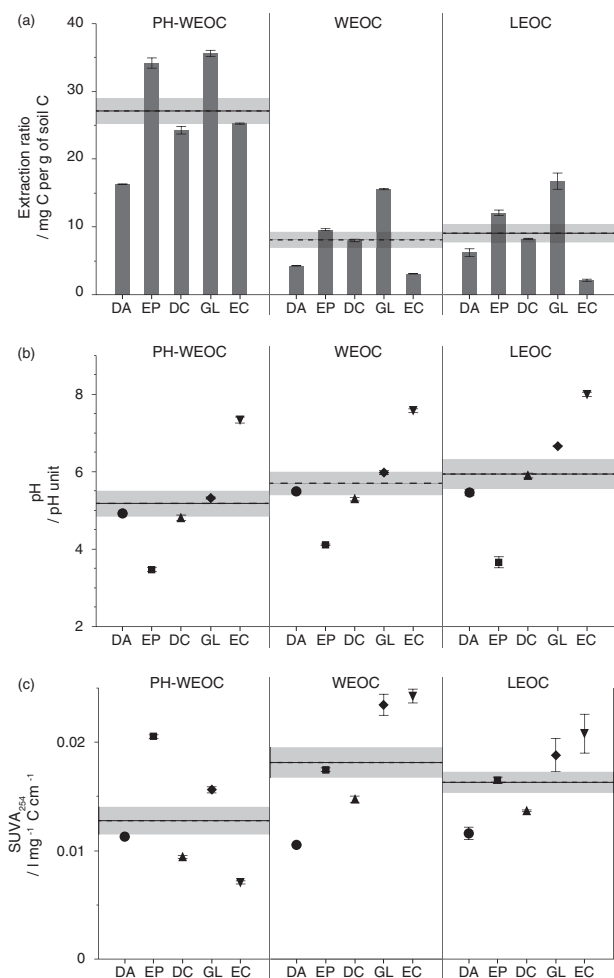 (a)
PH-WEOC WEOC LEOC
40
30
20
10
0
Extraction ratio
/ mg C per g of soil C
DA EP DC GL EC DA EP DC GL EC DA EP DC GL EC
(b)
PH-WEOC WEOC LEOC
8
6
4
2
pH
/ pH unit
DA EP DC GL EC DA EP DC GL EC DA EP DC GL EC
(c)
PH-WEOC WEOC LEOC
0.02
0.01
0
SUVA₂₅₄
/ l mg⁻¹ C cm⁻¹
DA EP DC GL EC DA EP DC GL EC DA EP DC GL EC